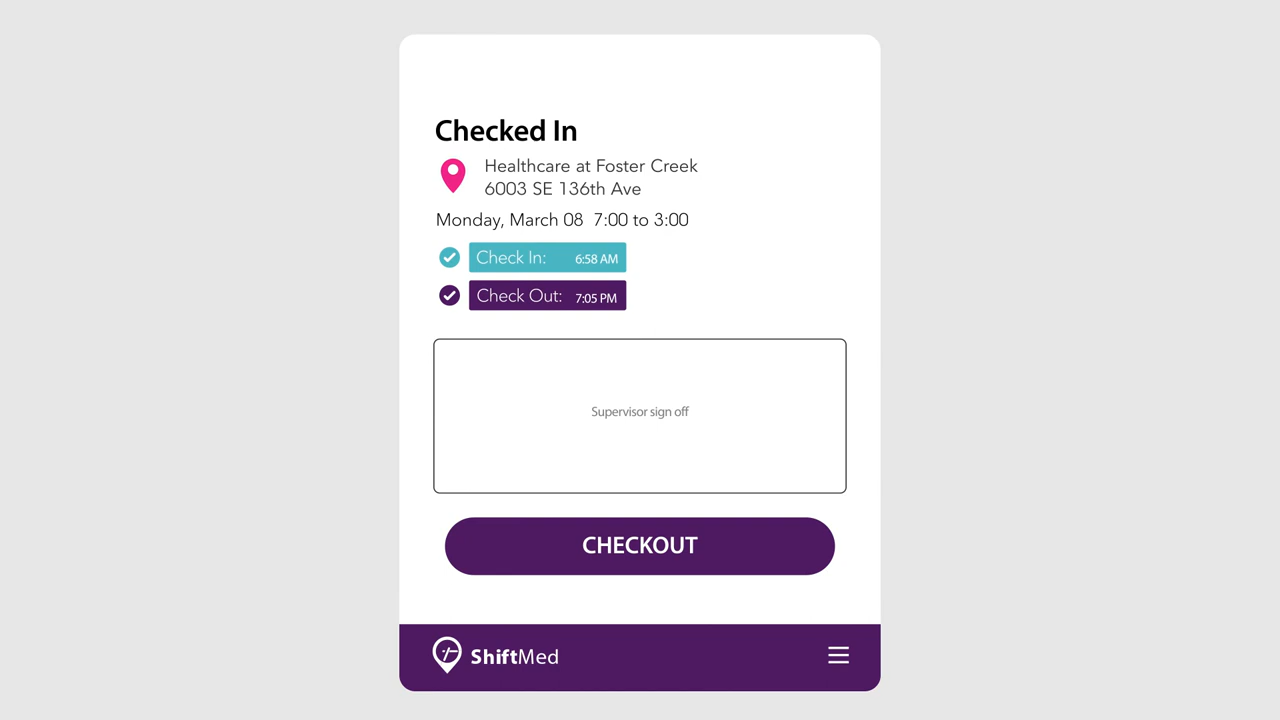 Checked In
Healthcare at Foster Creek
6003 SE 136th Ave
Monday, March 08 7:00 to 3:00
Check In: 6:58 AM
Check Out: 7:05 PM
Supervisor sign off
CHECKOUT
ShiftMed